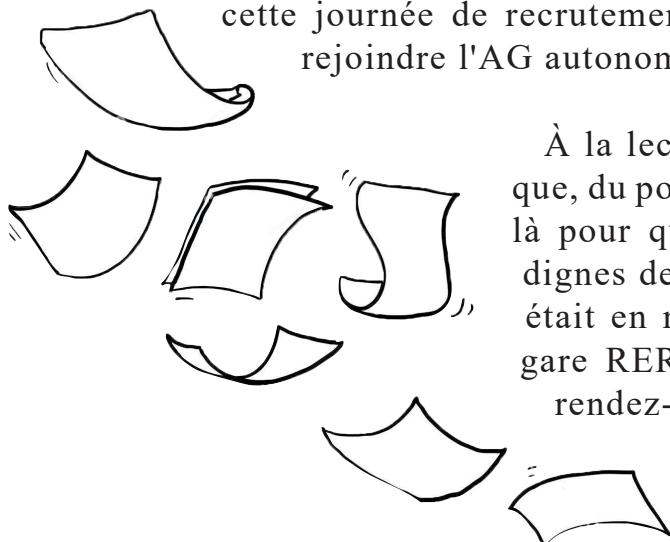 cette journée de recrutemen
rejoindre l'AG autonom
À la lec
que, du po
là pour q
dignes de
était en
gare RER
rendez-